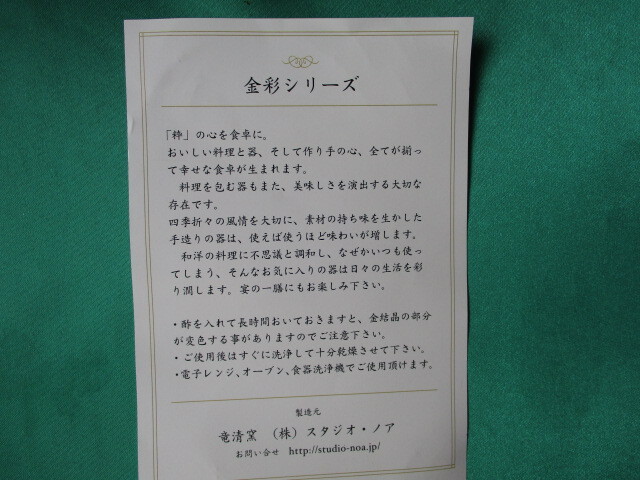 金彩シリーズ
「粋」の心を食卓に。
おいしい料理と器、そして作り手の心、全てが揃っ
て幸せな食卓が生まれます。
料理を包む器もまた、美味しさを演出する大切な
存在です。
四季折々の風情を大切に、素材の持ち味を生かした
手造りの器は、使えば使うほど味わいが増します。
和洋の料理に不思議と調和し、なぜかいつも使っ
てしまう、そんなお気に入りの器は日々の生活を彩
り潤します。宴の一膳にもお楽しみ下さい。
・酢を入れて長時間おいておきますと、金結晶の部分
が変色する事がありますのでご注意下さい。
・ご使用後はすぐに洗浄して十分乾燥させて下さい。
・電子レンジ、オーブン、食器洗浄機でご使用頂けます。
製造元
竜清窯 （株）スタジオ・ノア
お問い合せ http://studio-noa.jp/